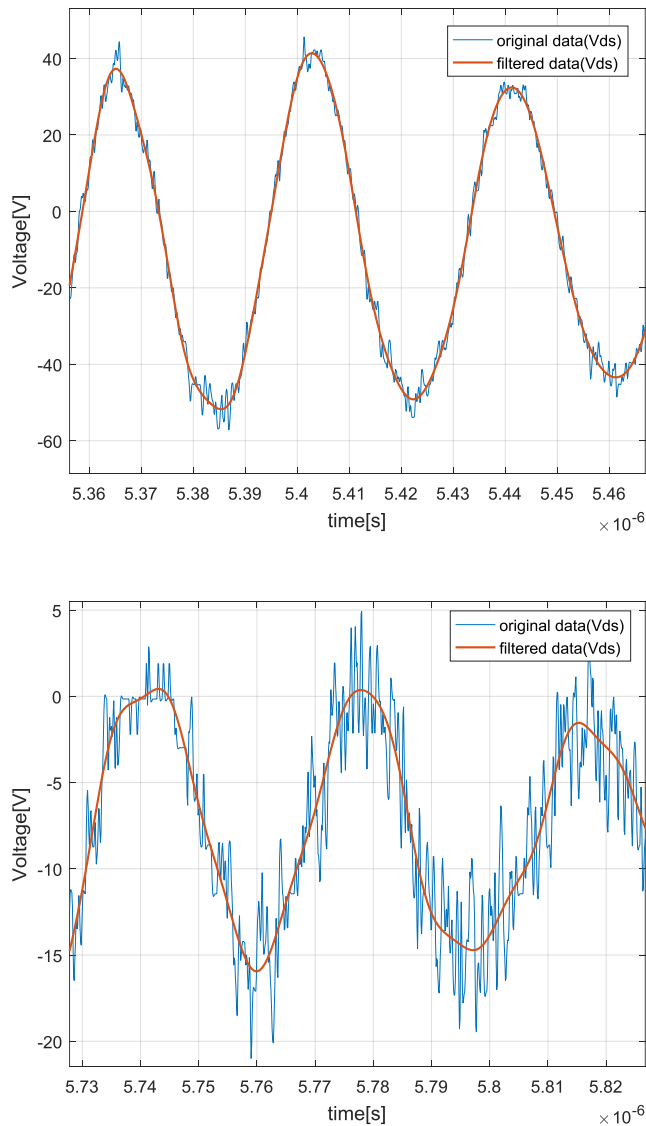 original data(Vds)
filtered data(Vds)
40
20
0
-20
-40
-60
Voltage[V]
5.36 5.37 5.38 5.39 5.4 5.41 5.42 5.43 5.44 5.45 5.46
time[s]
×10-6
original data(Vds)
filtered data(Vds)
5
0
-5
-10
-15
-20
Voltage[V]
5.73 5.74 5.75 5.76 5.77 5.78 5.79 5.8 5.81 5.82
time[s]
×10-6